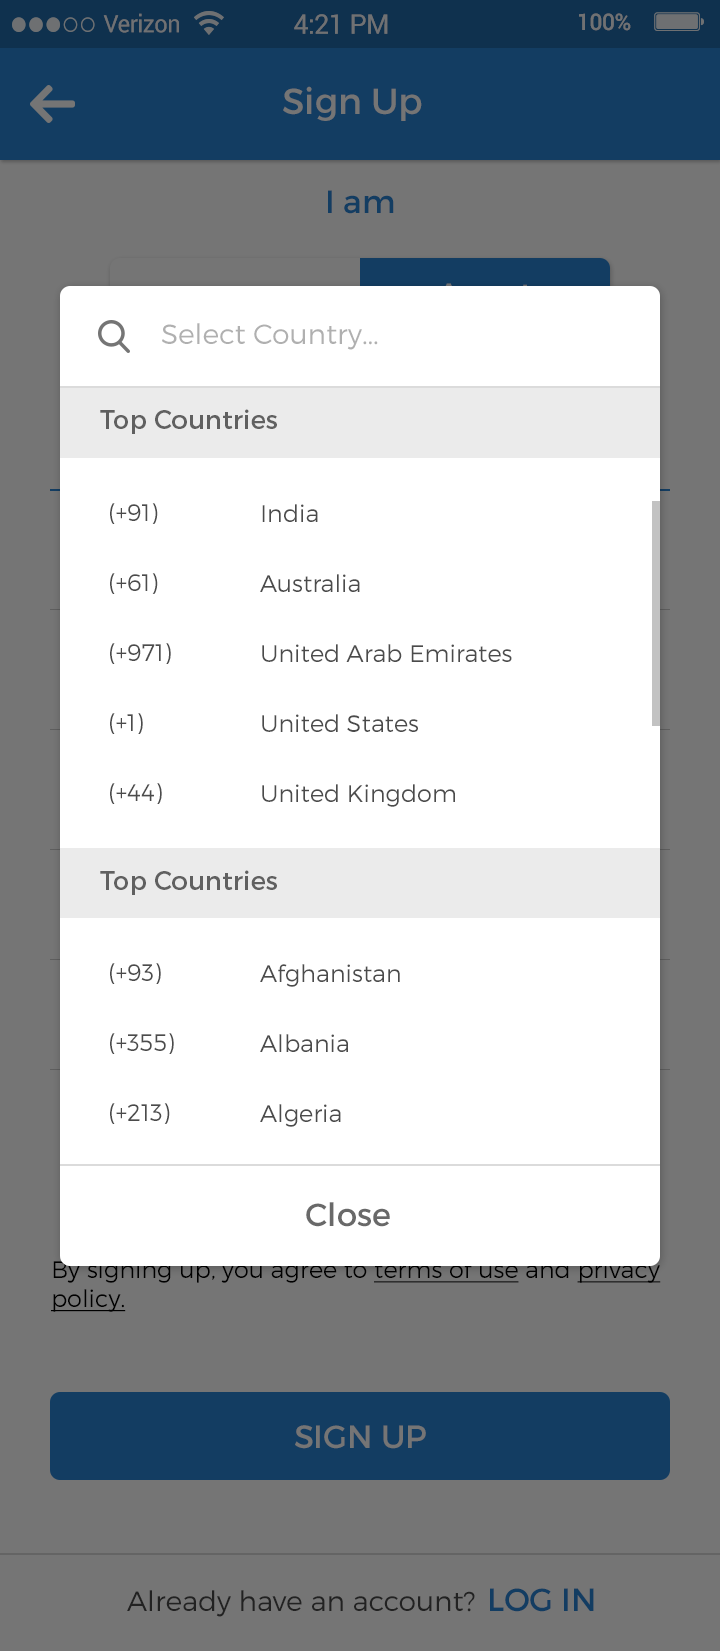 Verizon 4:21 PM 100%
Sign Up
I am
Select Country...
Top Countries
(+91) India
(+61) Australia
(+971) United Arab Emirates
(+1) United States
(+44) United Kingdom
Top Countries
(+93) Afghanistan
(+355) Albania
(+213) Algeria
Close
By signing up, you agree to terms of use and privacy
policy.
SIGN UP
Already have an account? LOG IN